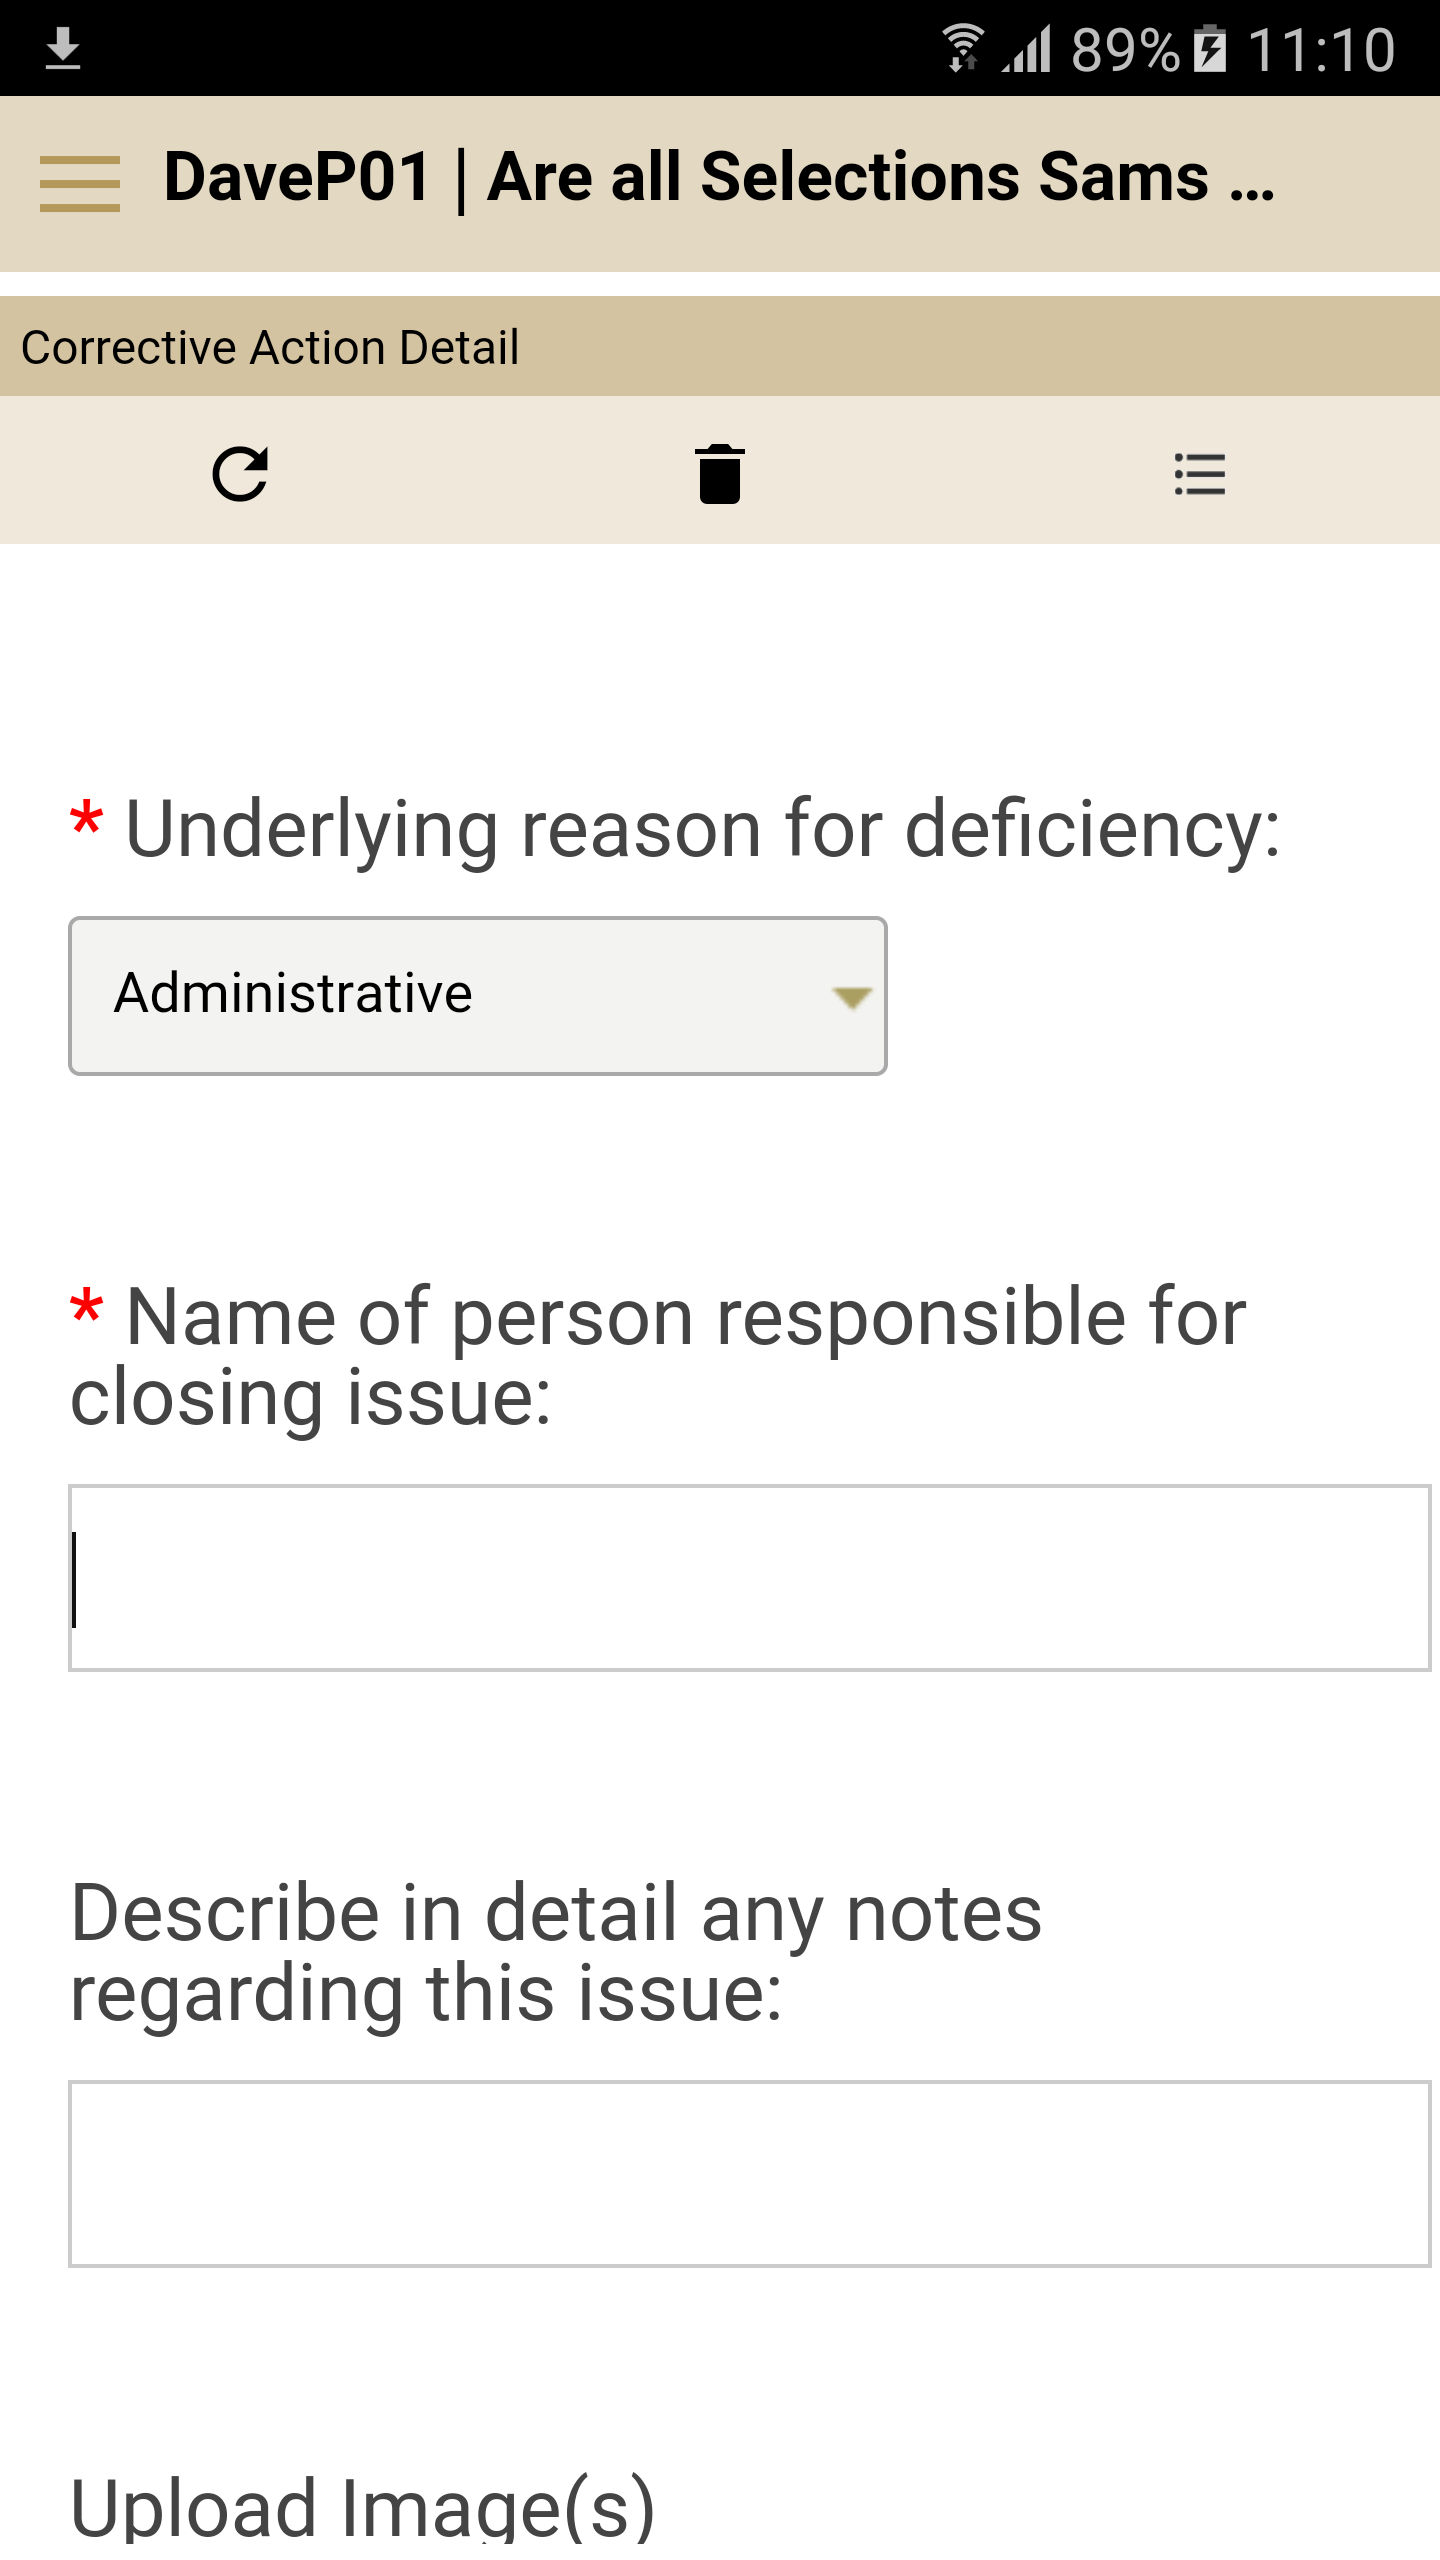 89% 11:10
DaveP01 | Are all Selections Sams ...
Corrective Action Detail
* Underlying reason for deficiency:
Administrative
* Name of person responsible for
closing issue:
Describe in detail any notes
regarding this issue:
Upload Image(s)